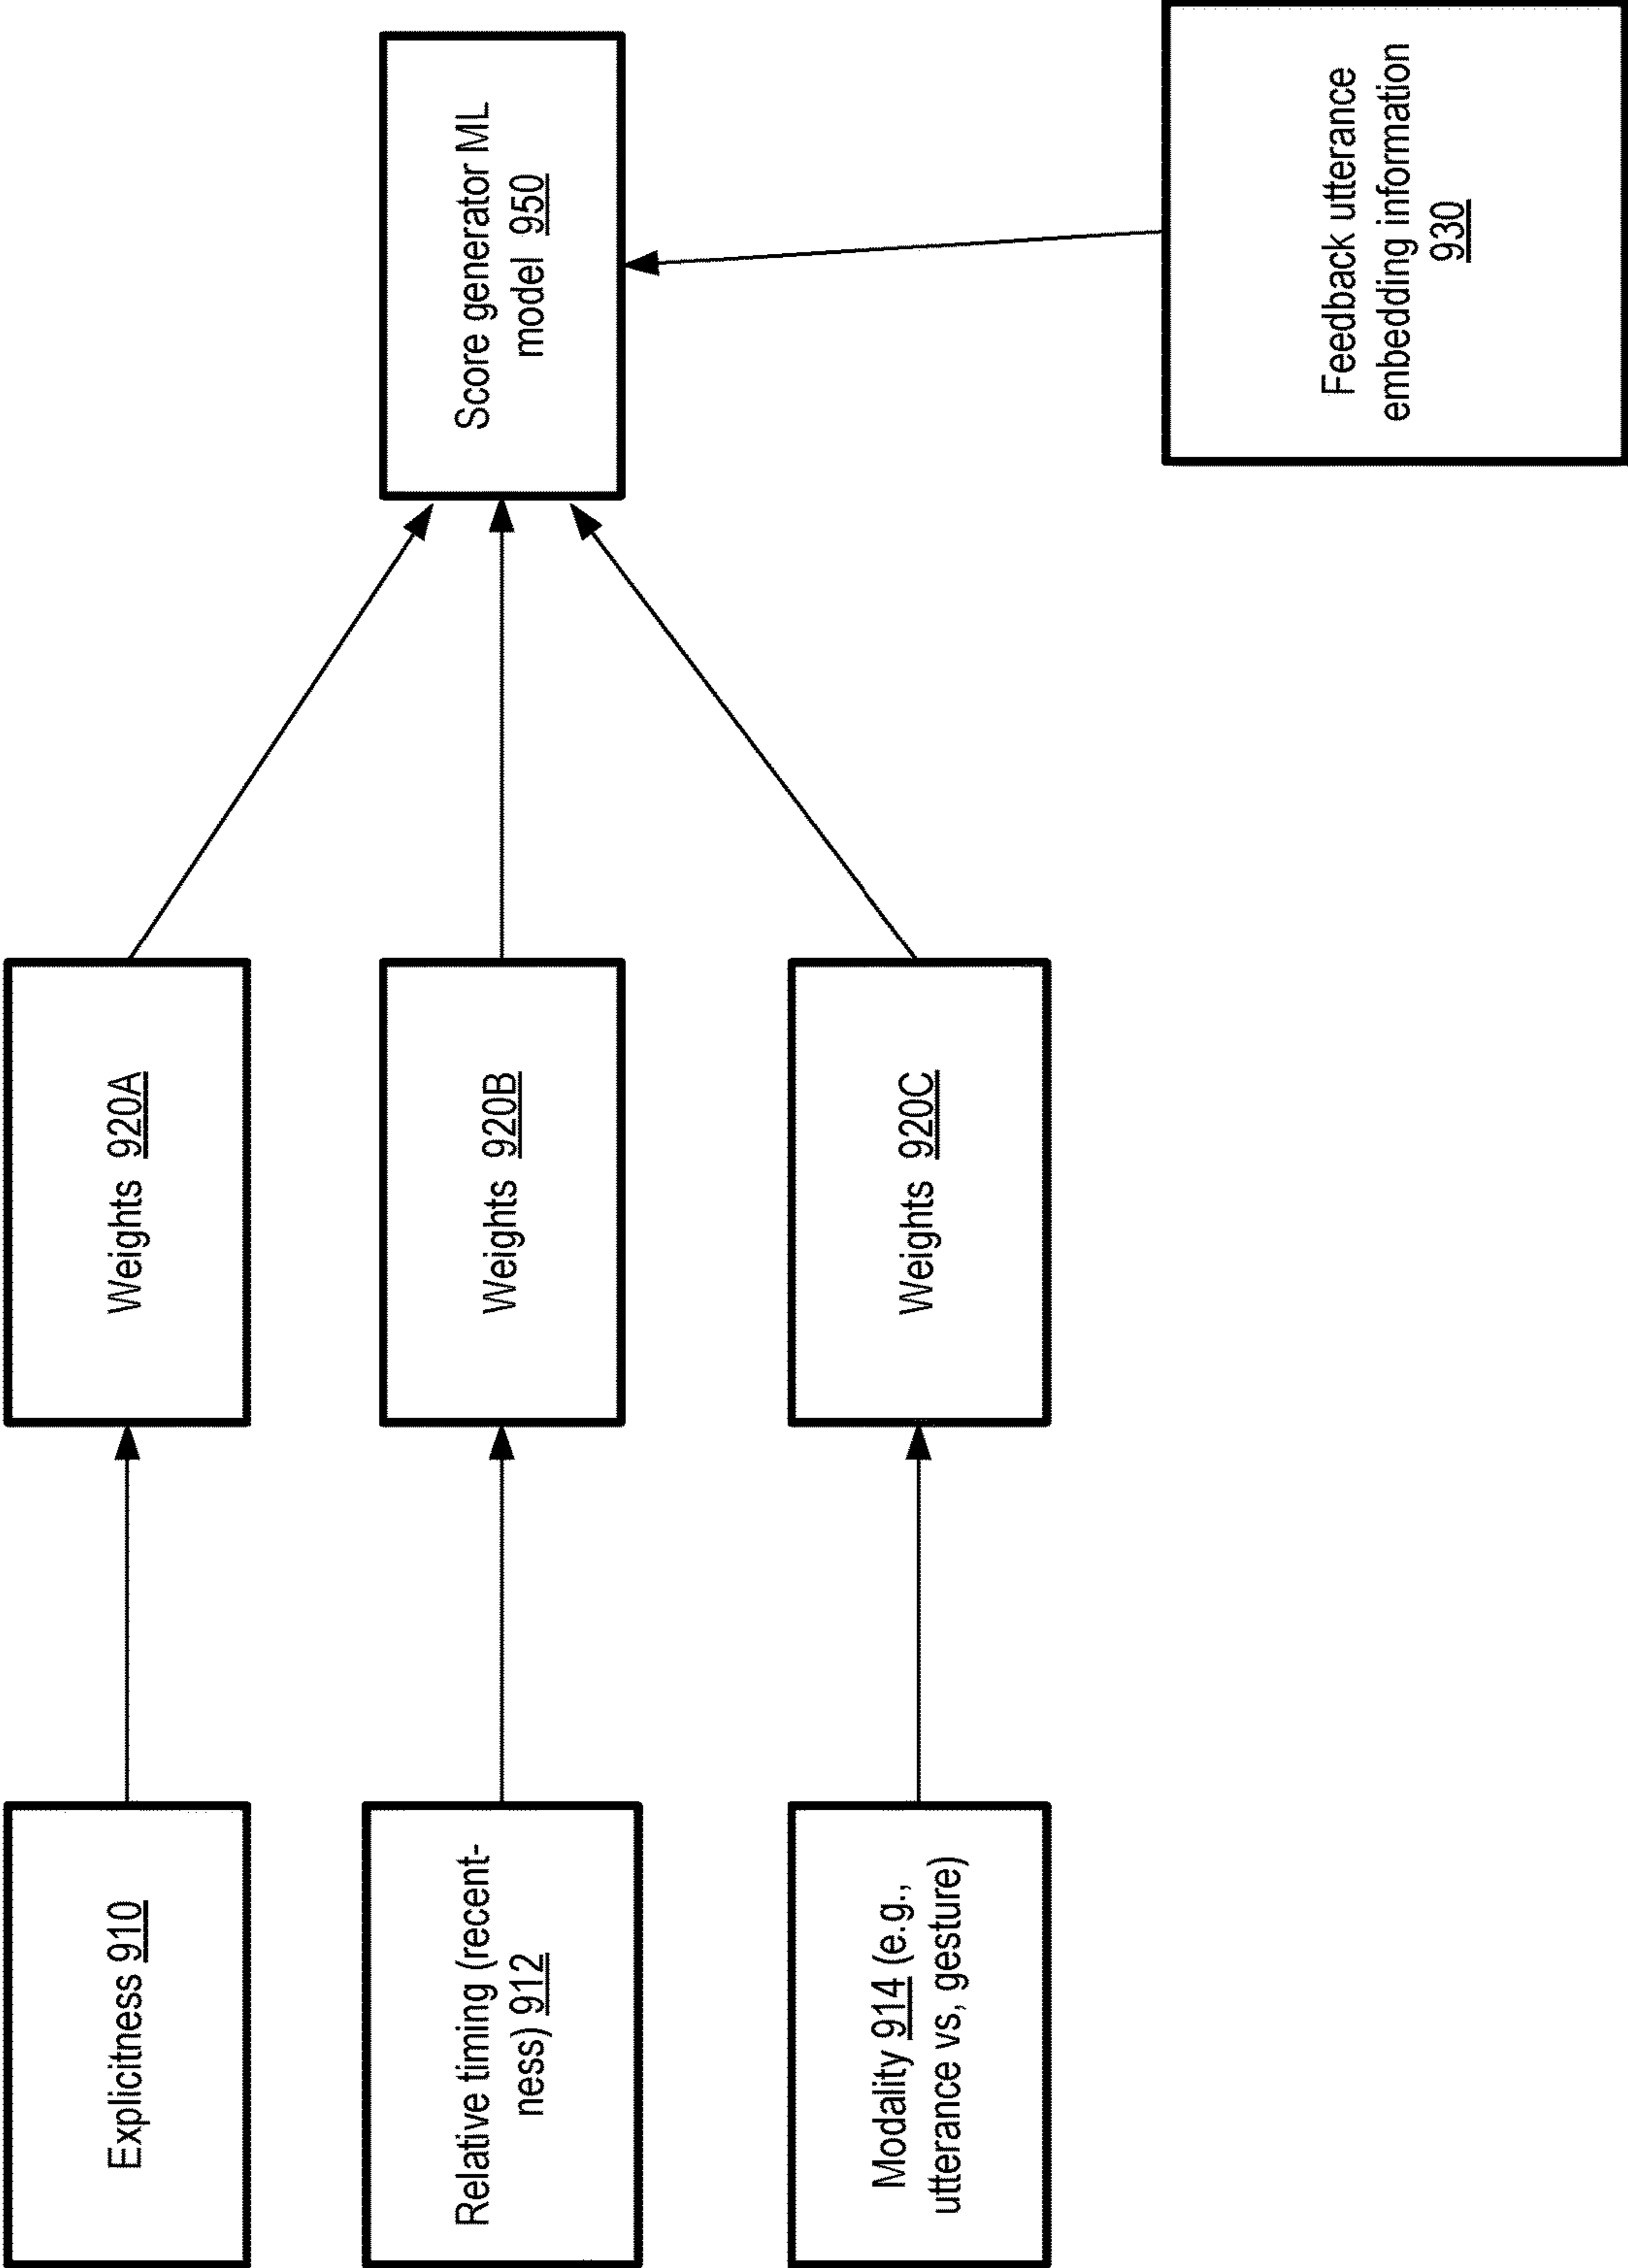 Explicitness 910
Weights 920A
Relative timing (recent-
ness) 912
Weights 920B
Score generator ML
model 950
Modality 914 (e.g.,
utterance vs, gesture)
Weights 920C
Feedback utterance
embedding information
930